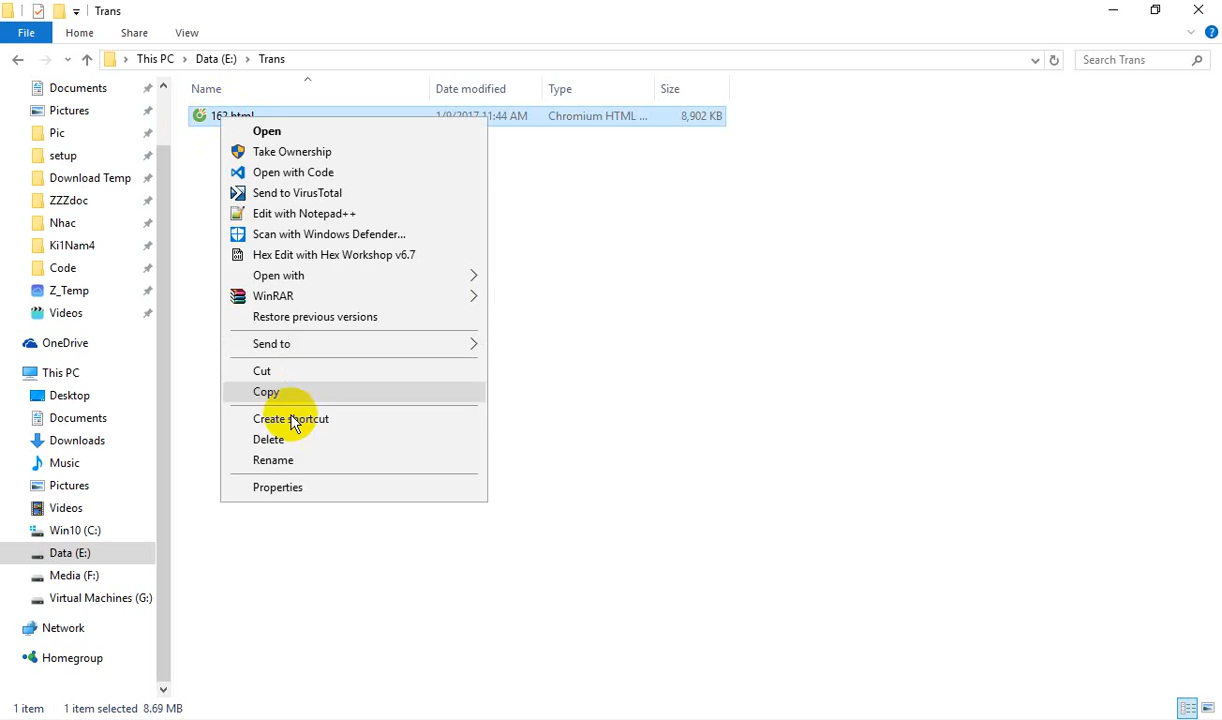 Trans
File
Home
Share
View
This PC
Data (E:)
Trans
Search Trans
Documents
Pictures
Pic
setup
Download Temp
ZZZdoc
Nhac
Ki1Nam4
Code
Z_Temp
Videos
OneDrive
This PC
Desktop
Documents
Downloads
Music
Pictures
Videos
Win10 (C:)
Data (E:)
Media (F:)
Virtual Machines (G:)
Network
Homegroup
Name
Date modified
Type
Size
1/9/2017 11:44 AM
Chromium HTML ...
8,902 KB
Open
Take Ownership
Open with Code
Send to VirusTotal
Edit with Notepad++
Scan with Windows Defender...
Hex Edit with Hex Workshop v6.7
Open with
WinRAR
Restore previous versions
Send to
Cut
Copy
Create shortcut
Delete
Rename
Properties
1 item
1 item selected 8.69 MB